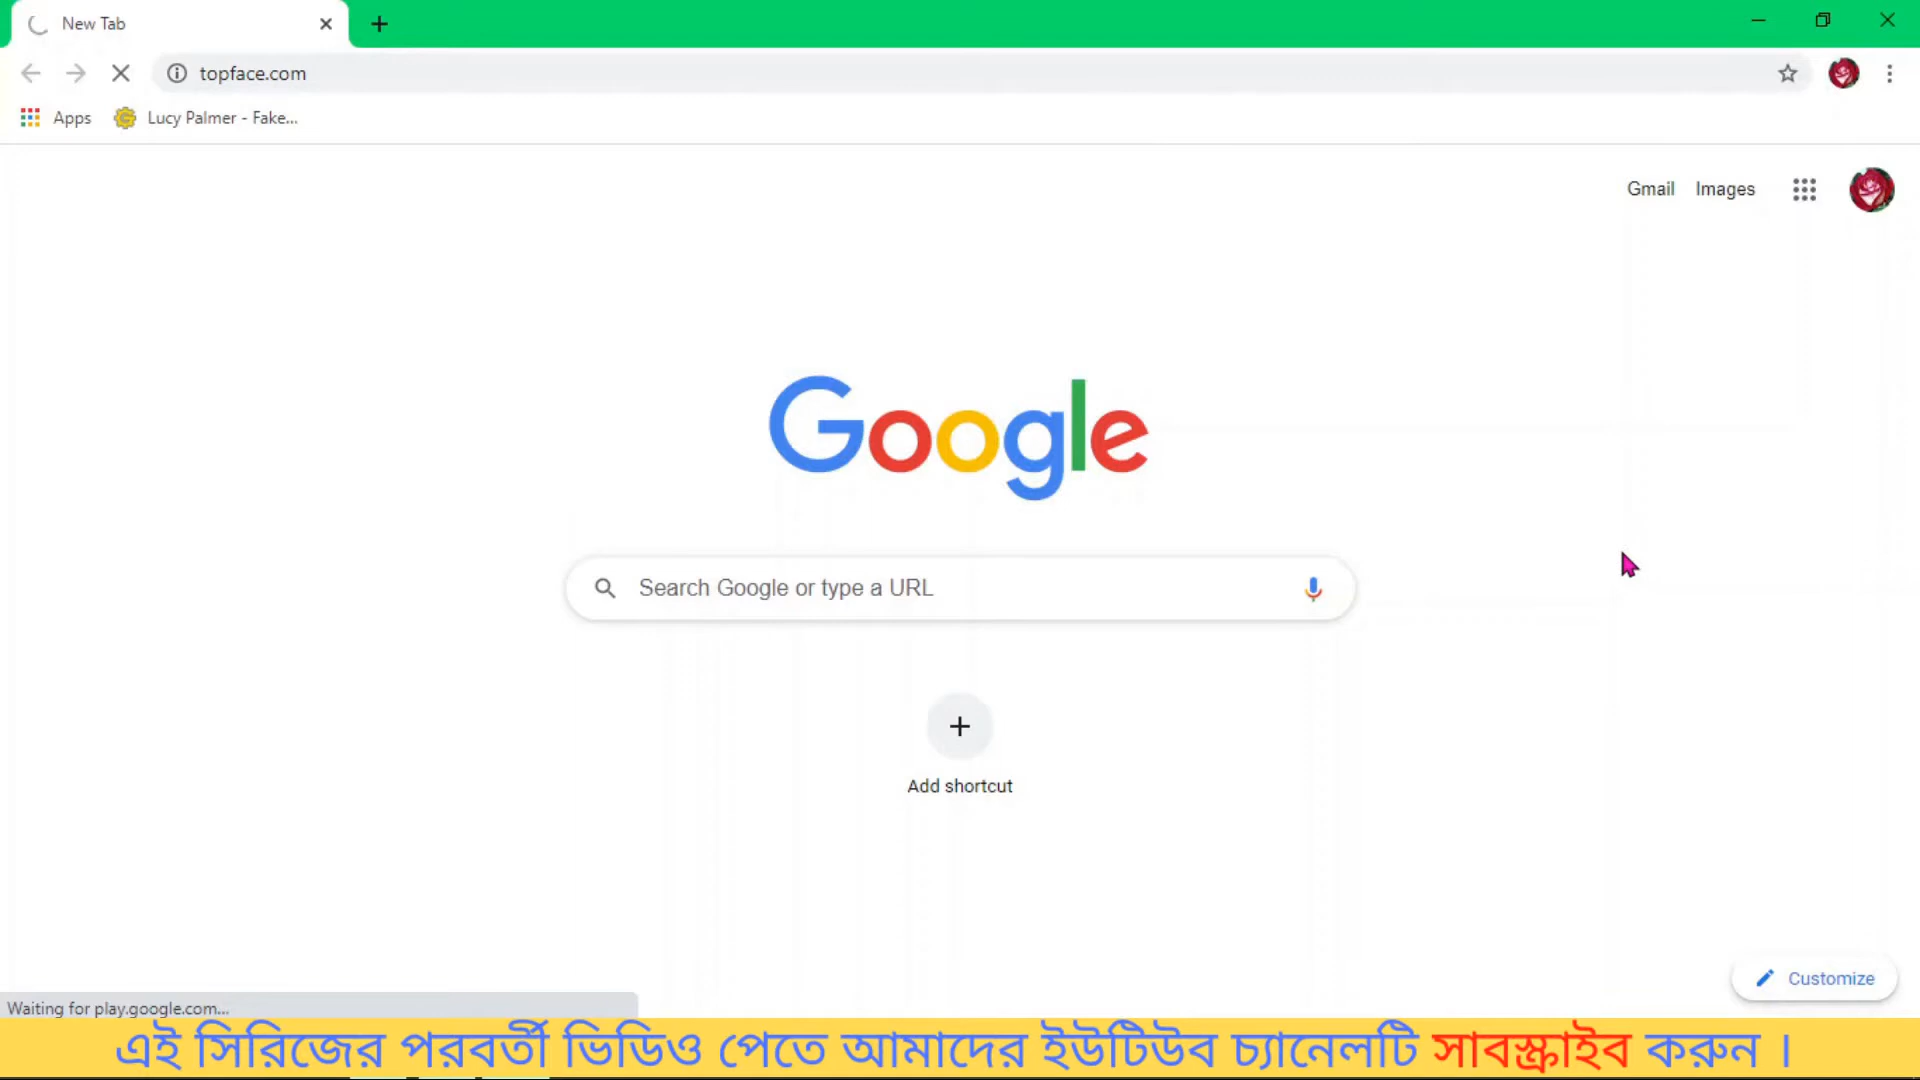 New Tab
topface.com
Apps
Lucy Palmer - Fake...
Gmail
Images
Google
Search Google or type a URL
Add shortcut
Customize
Waiting for play.google.com...
এই সিরিজের পরবর্তী ভিডিও পেতে আমাদের ইউটিউব চ্যানেলটি সাবস্ক্রাইব করুন ।